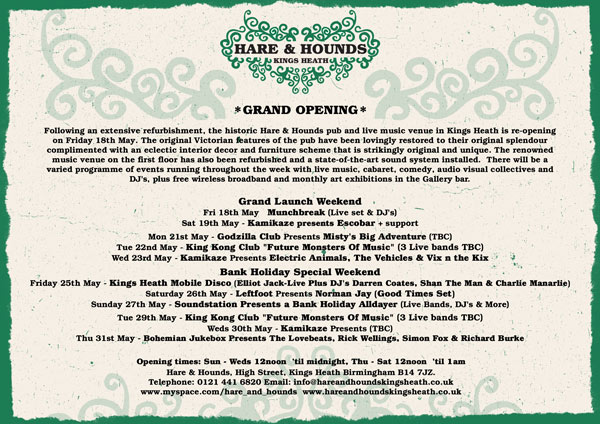 HARE & HOUNDS
KINGS HEATH
*GRAND OPENING*
Following an extensive refurbishment, the historic Hare & Hounds pub and live music venue in Kings Heath is re-opening
on Friday 18th May. The original Victorian features of the pub have been lovingly restored to their original splendour
complimented with an eclectic interior decor and furniture scheme that is strikingly original and unique. The renowned
music venue on the first floor has also been refurbished and a state-of-the-art sound system installed. There will be a
varied programme of events running throughout the week with live music, cabaret, comedy, audio visual collectives and
DJ's, plus free wireless broadband and monthly art exhibitions in the Gallery bar.
Grand Launch Weekend
Fri 18th May Munchbreak (Live set & DJ's)
Sat 19th May - Kamikaze presents Escobar + support
Mon 21st May - Godzilla Club Presents Misty's Big Adventure (TBC)
Tue 22nd May - King Kong Club "Future Monsters Of Music" (3 Live bands TBC)
Wed 23rd May - Kamikaze Presents Electric Animals, The Vehicles & Vix n the Kix
Bank Holiday Special Weekend
Friday 25th May - Kings Heath Mobile Disco (Elliot Jack-Live Plus DJ's Darren Coates, Shan The Man & Charlie Manarlie)
Saturday 26th May - Leftfoot Presents Norman Jay (Good Times Set)
Sunday 27th May - Soundstation Presents a Bank Holiday Alldayer (Live Bands, DJ's & More)
Tue 29th May - King Kong Club "Future Monsters Of Music" (3 Live bands TBC)
Weds 30th May - Kamikaze Presents (TBC)
Thu 31st May - Bohemian Jukebox Presents The Lovebeats, Rick Wellings, Simon Fox & Richard Burke
Opening times: Sun - Weds 12noon 'til midnight, Thu - Sat 12noon 'til 1am
Hare & Hounds, High Street, Kings Heath Birmingham B14 7JZ.
Telephone: 0121 441 6820 Email: info@hareandhoundskingsheath.co.uk
www.myspace.com/hare_and_hounds www.hareandhoundskingsheath.co.uk